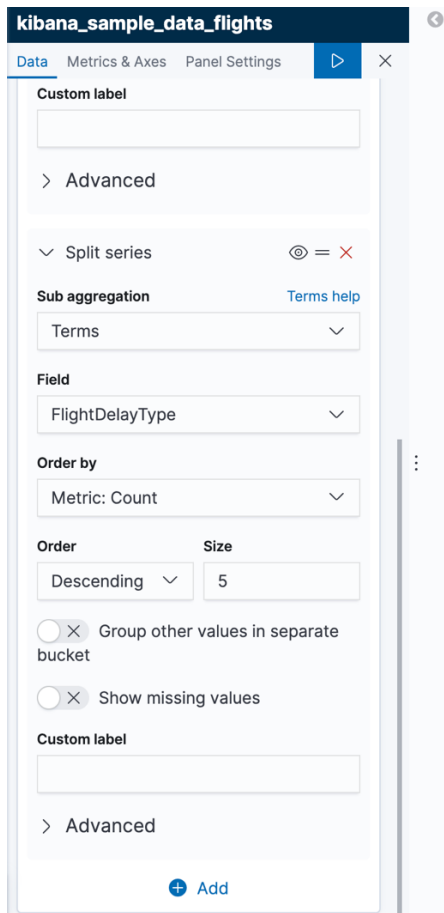 kibana_sample_data_flights
Data Metrics & Axes Panel Settings
Custom label
Advanced
Split series
Sub aggregation Terms help
Terms
Field
FlightDelayType
Order by
Metric: Count
Order Size
Descending 5
Group other values in separate
bucket
Show missing values
Custom label
Advanced
Add